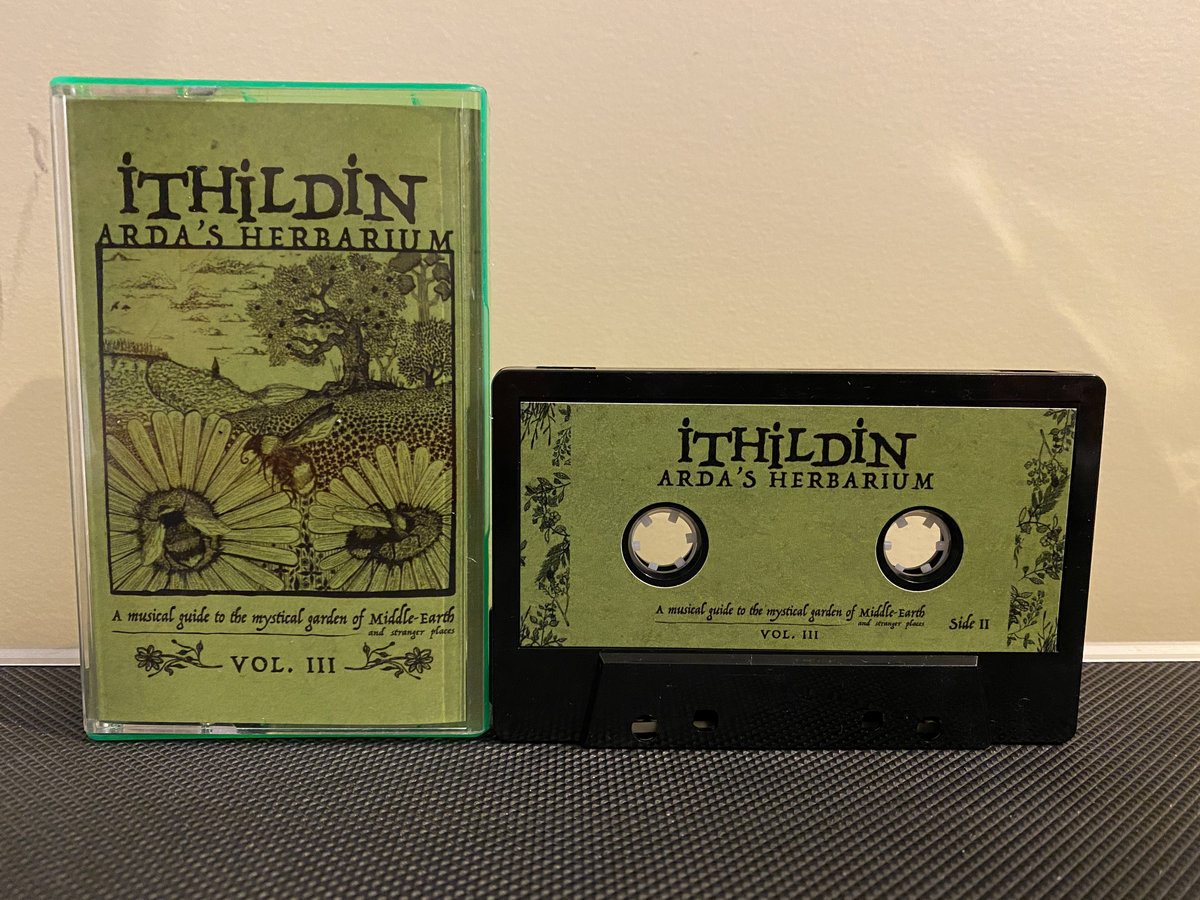 iTHiLDiN
ARDA'S HERBARIUM
A musical guide to the mystical garden of Middle-Earth
and stranger places
VOL. III
iTHiLDiN
ARDA'S HERBARIUM
A musical guide to the mystical garden of Middle-Earth
and stranger places
VOL. III
Side II